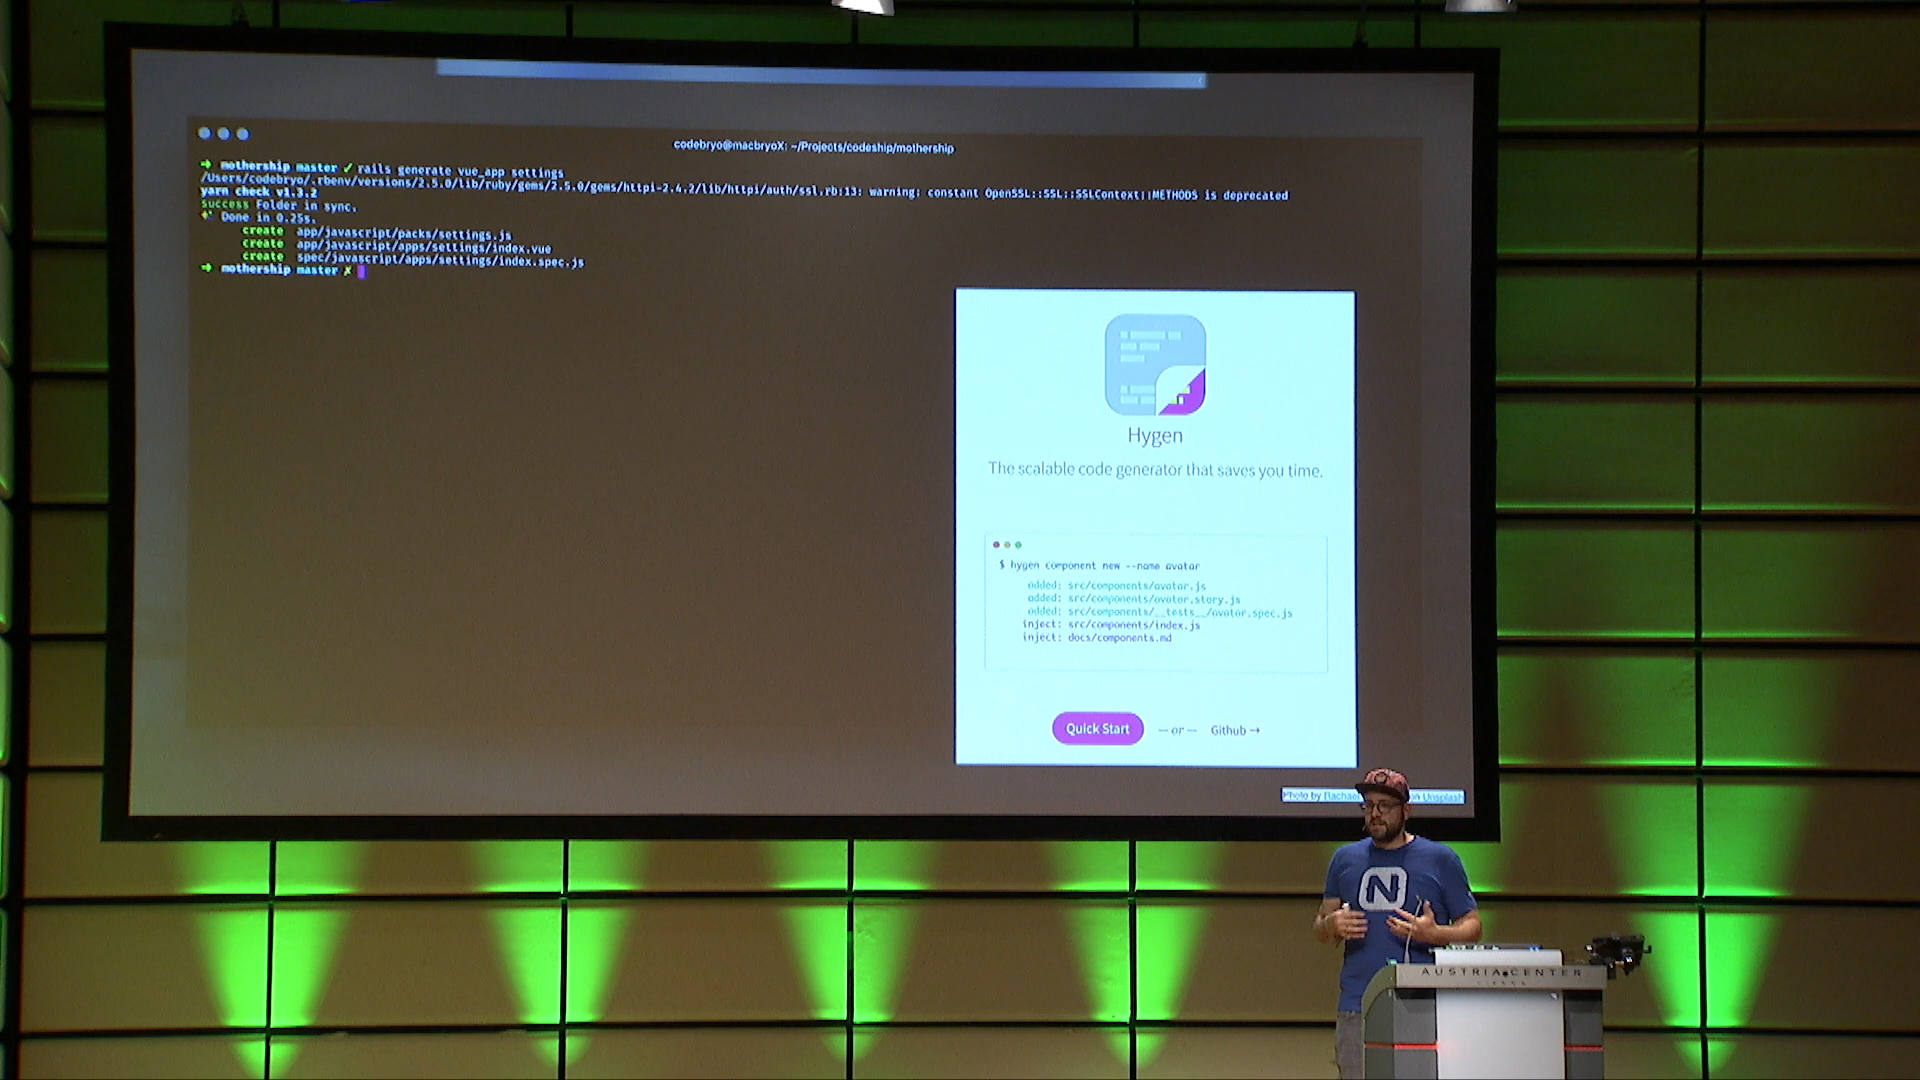 codebryo@macbryoX: ~/Projects/codeship/mothership
➜ mothership master ✓ rails generate vue_app settings
/Users/codebryo/.rbenv/versions/2.5.0/lib/ruby/gems/2.5.0/gems/httpi-2.4.2/lib/httpi/auth/ssl.rb:13: warning: constant OpenSSL::SSL::SSLContext::METHODS is deprecated
yarn check v1.3.2
success Folder in sync.
Done in 0.25s.
create app/javascript/packs/settings.js
create app/javascript/apps/settings/index.vue
create spec/javascript/apps/settings/index.spec.js
➜ mothership master ✗
Hygen
The scalable code generator that saves you time.
$ hygen component new --name avatar
added: src/components/avatar.js
added: src/components/avatar.story.js
added: src/components/__tests__/avatar.spec.js
inject: src/components/index.js
inject: docs/components.md
Quick Start — or — Github →
Photo by on Unsplash
N
AUSTRIA CENTER
VIENNA